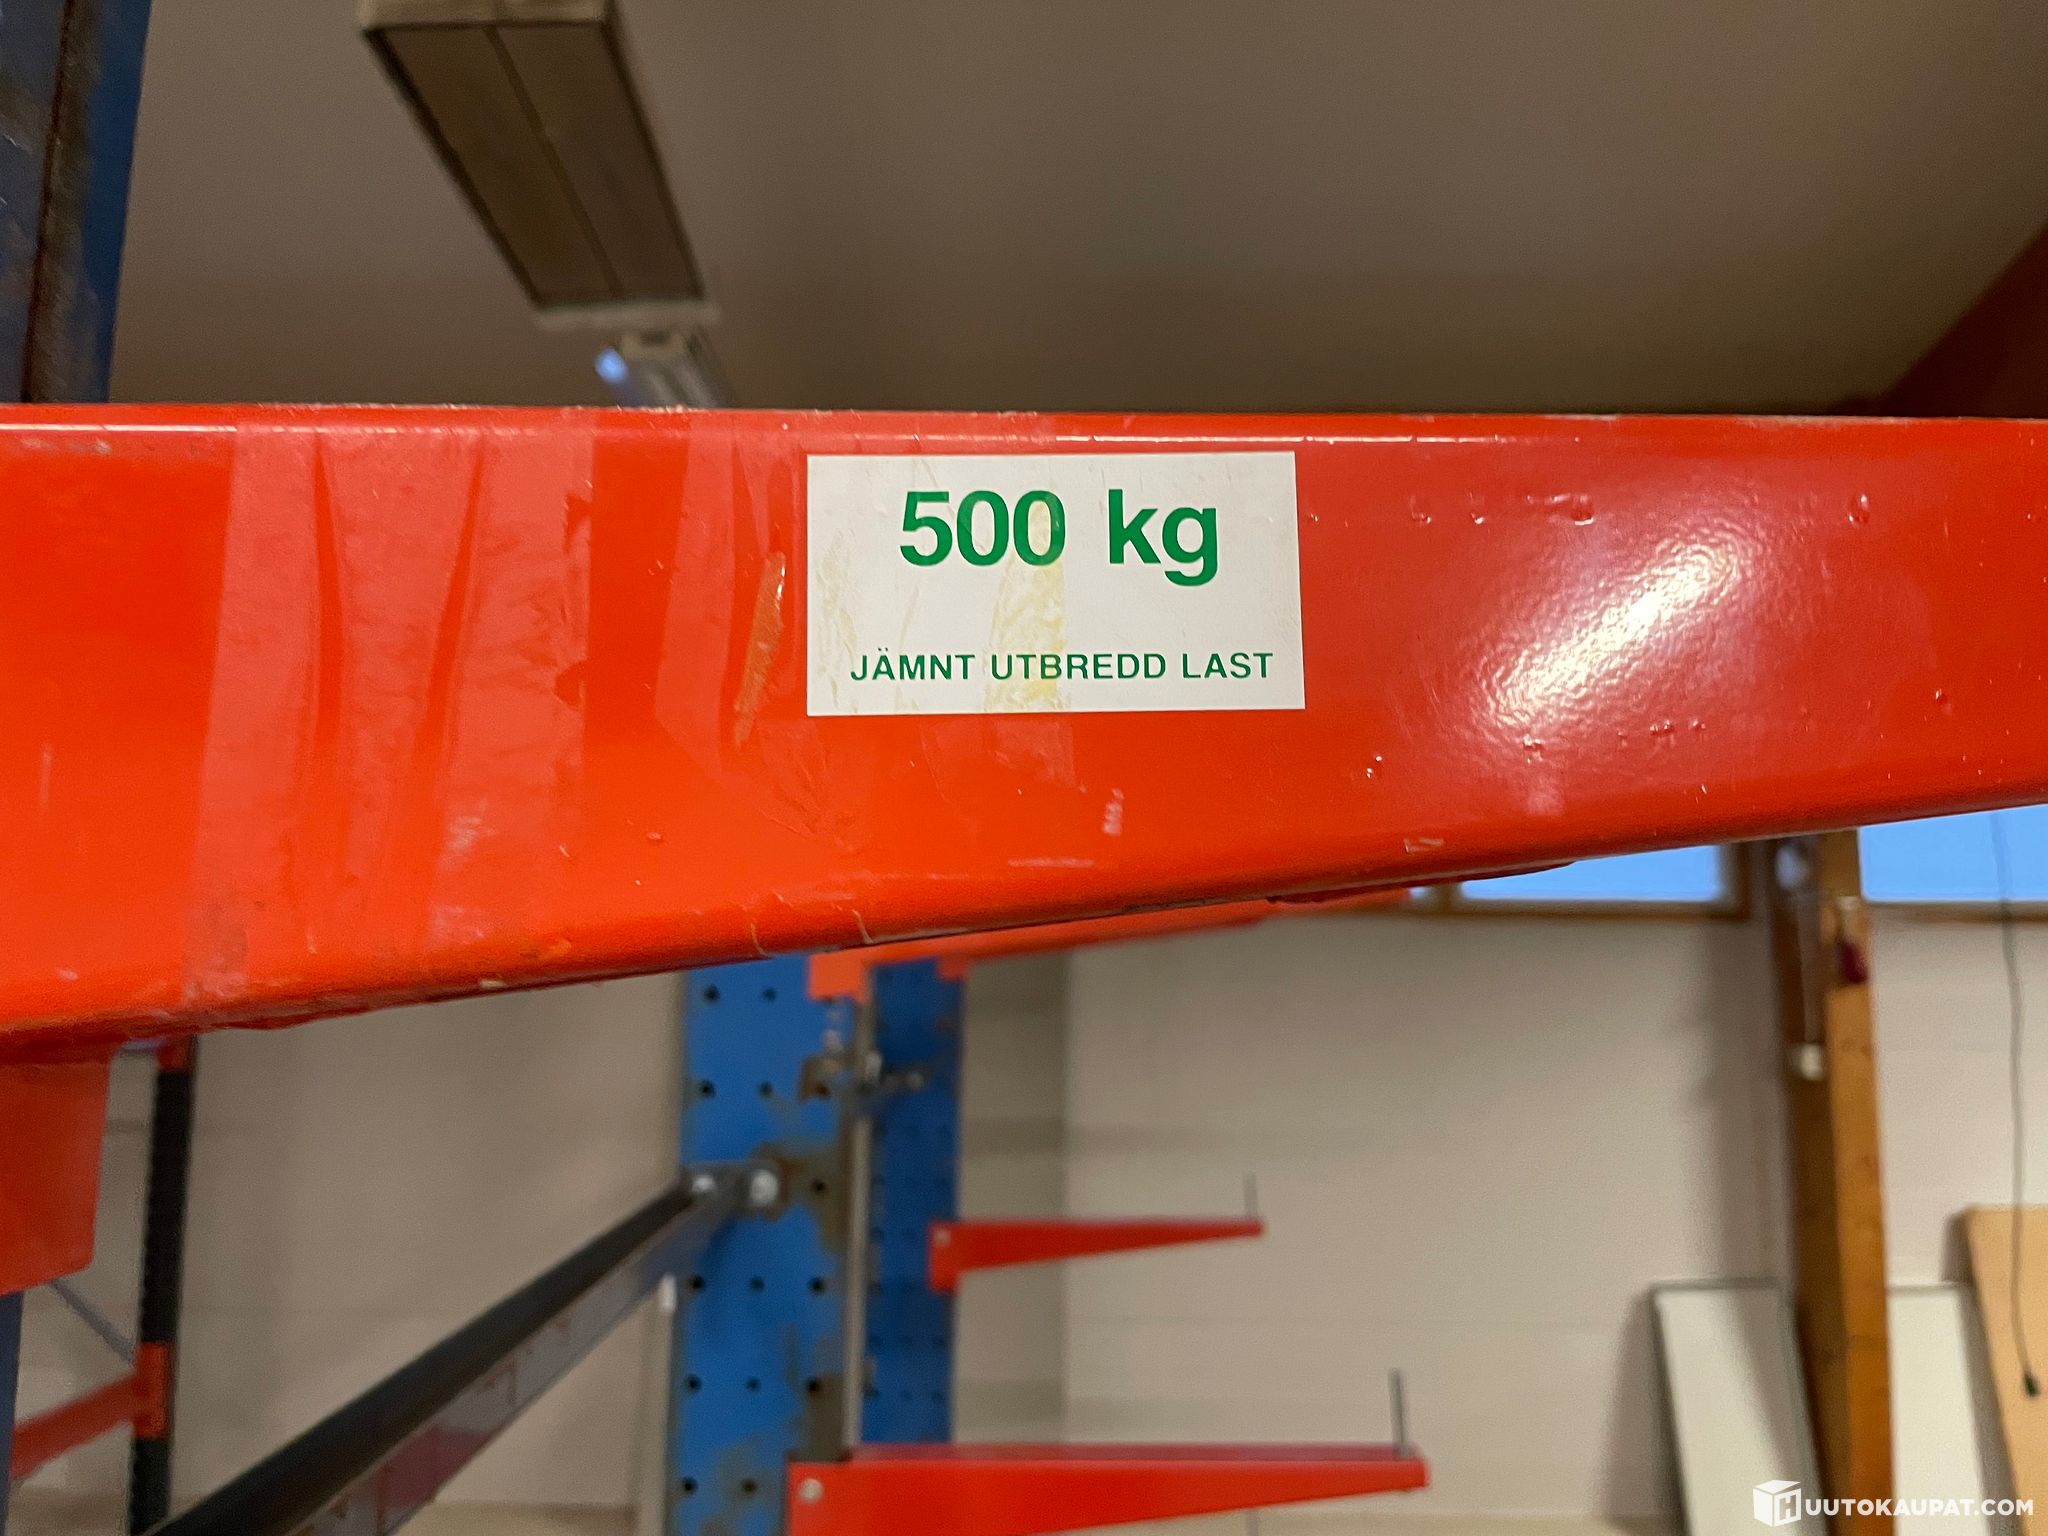 500 kg
JÄMNT UTBREDD LAST
HUUTOKAUPAT.COM